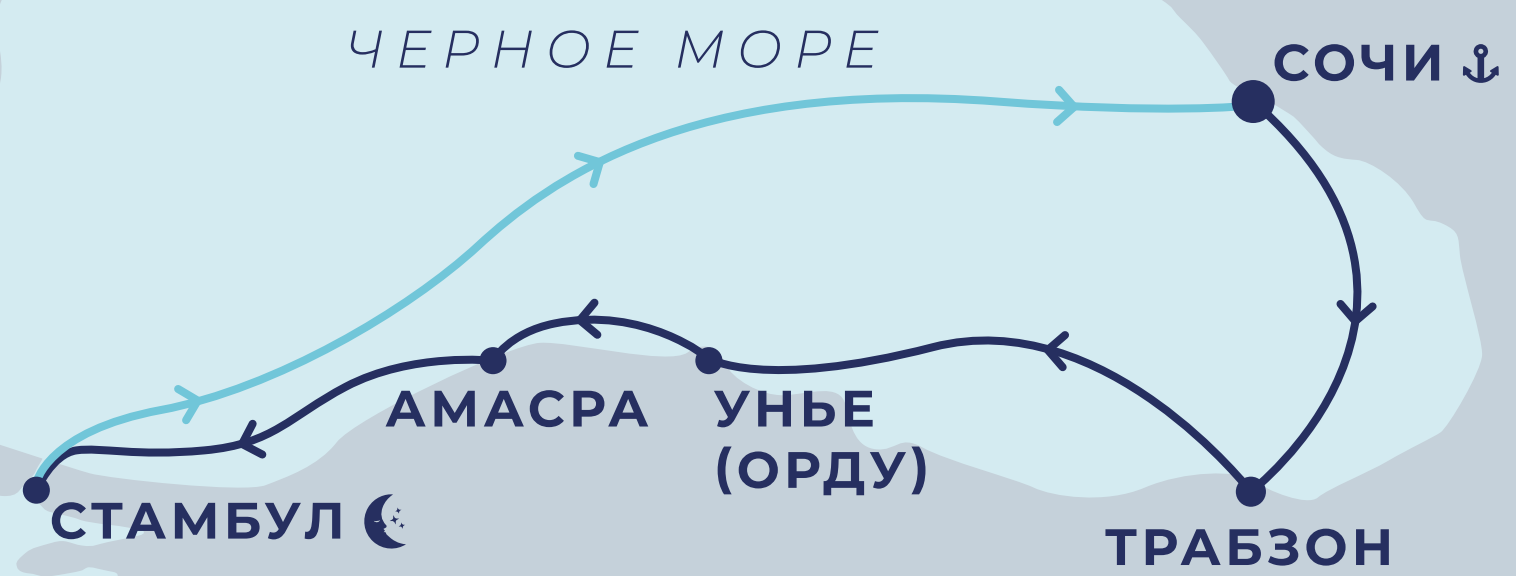 ЧЕРНОЕ МОРЕ
СОЧИ
АМАСРА
УНЬЕ
(ОРДУ)
СТАМБУЛ
ТРАБЗОН